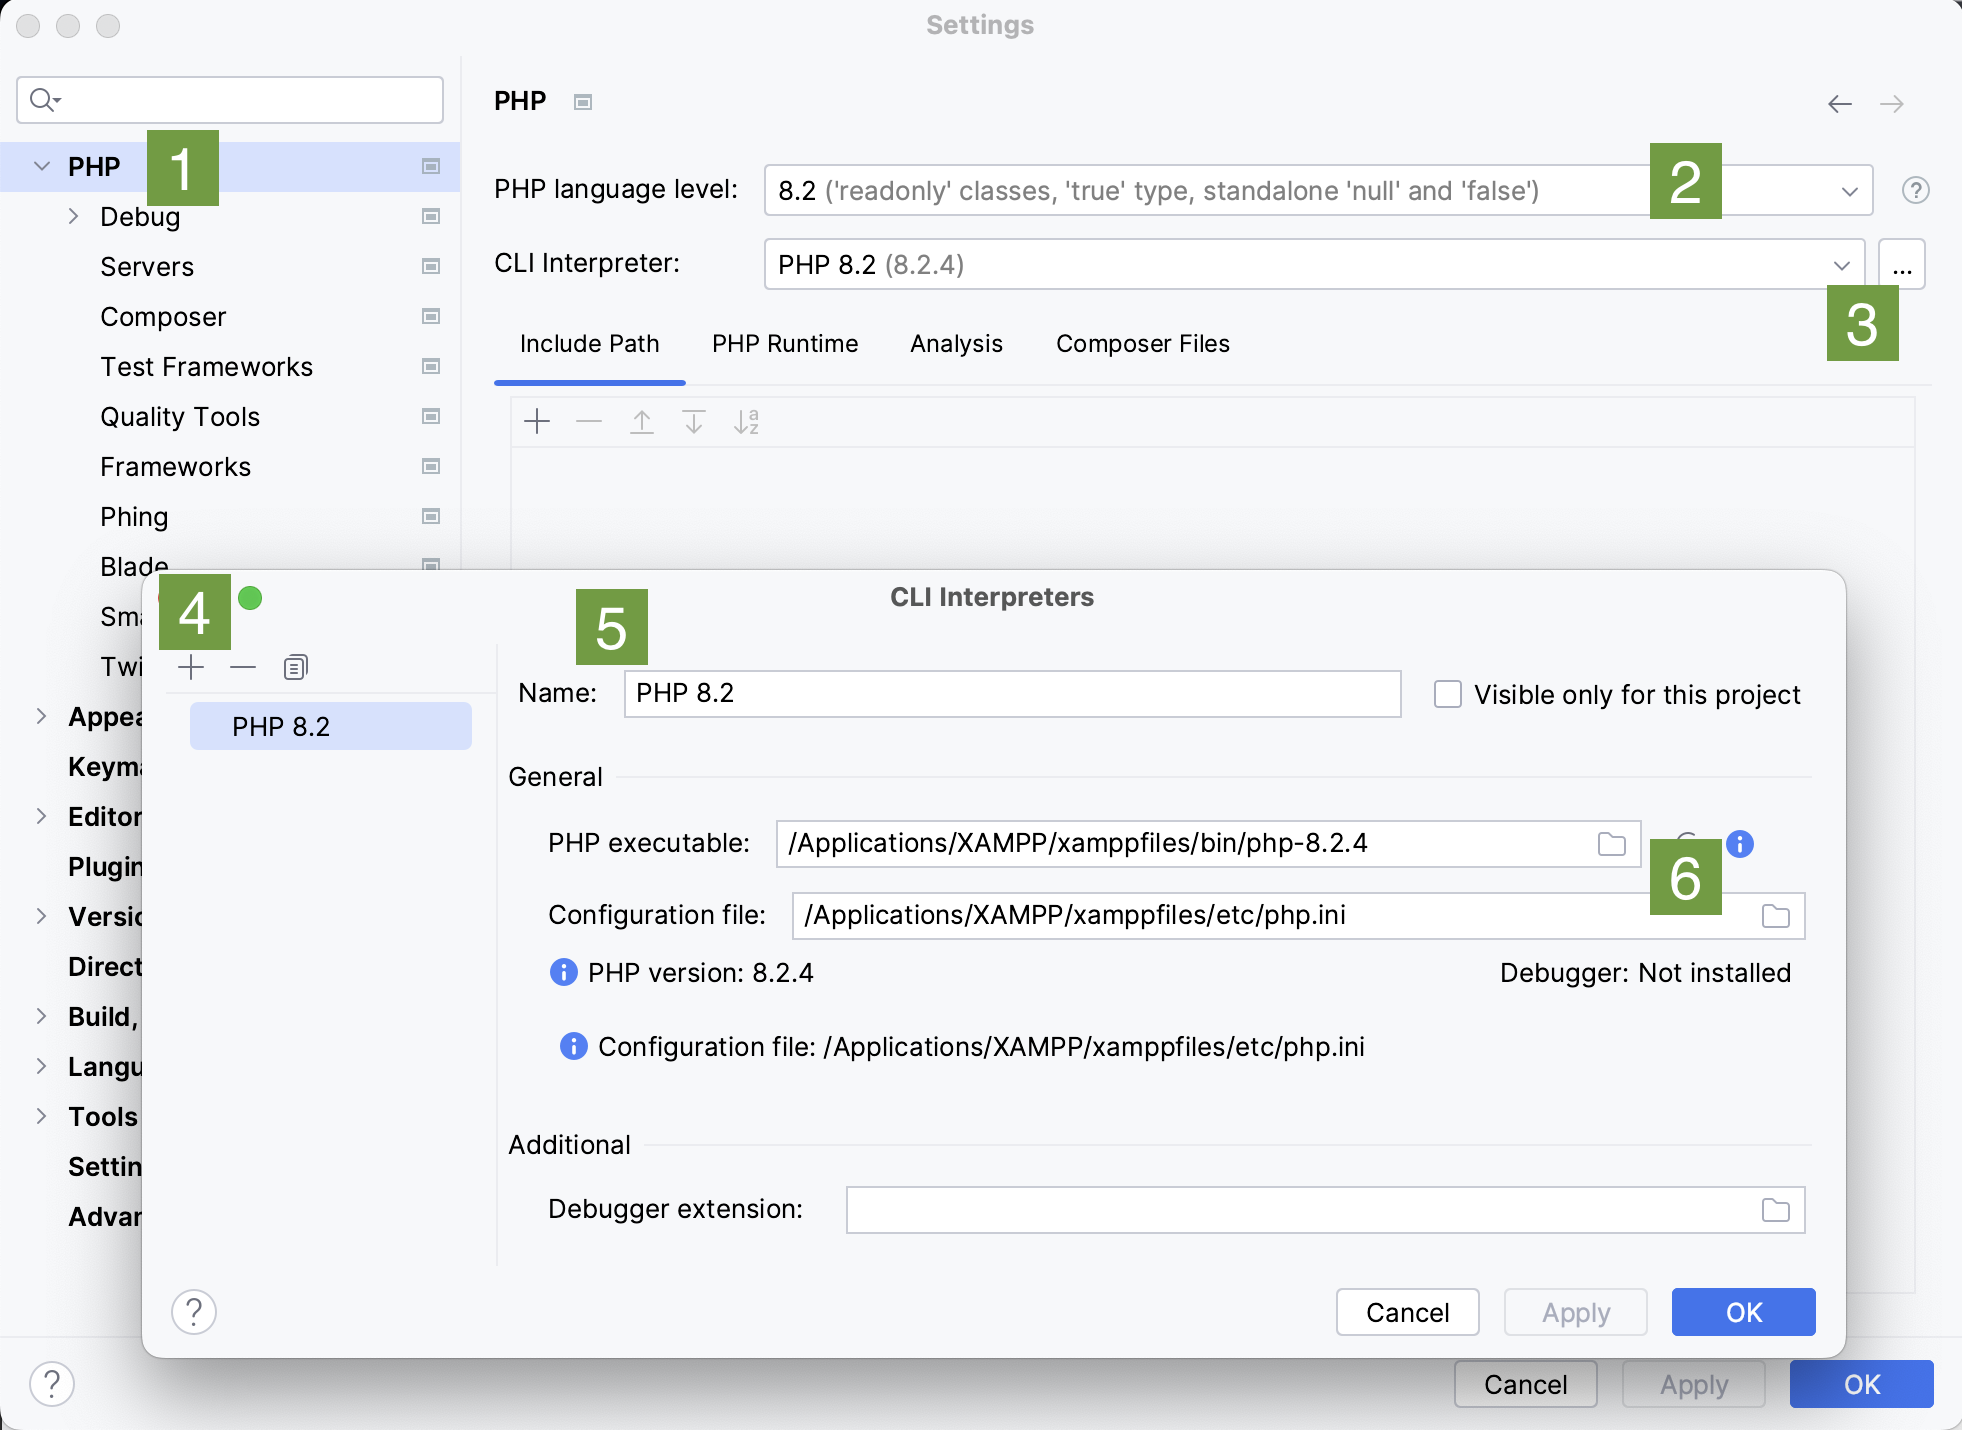 Settings
PHP
1
Debug
Servers
Composer
Test Frameworks
Quality Tools
Frameworks
Phing
Blade
Sma
Twi
Appea
Keyma
Editor
Plugin
Versio
Direct
Build,
Langu
Tools
Settin
Advan
PHP
PHP language level: 8.2 ('readonly' classes, 'true' type, standalone 'null' and 'false')
2
?
CLI Interpreter: PHP 8.2 (8.2.4)
...
3
Include Path PHP Runtime Analysis Composer Files
CLI Interpreters
4
5
PHP 8.2
Name: PHP 8.2
Visible only for this project
General
PHP executable: /Applications/XAMPP/xamppfiles/bin/php-8.2.4
6
Configuration file: /Applications/XAMPP/xamppfiles/etc/php.ini
PHP version: 8.2.4
Debugger: Not installed
Configuration file: /Applications/XAMPP/xamppfiles/etc/php.ini
Additional
Debugger extension:
?
Cancel Apply OK
?
Cancel Apply OK